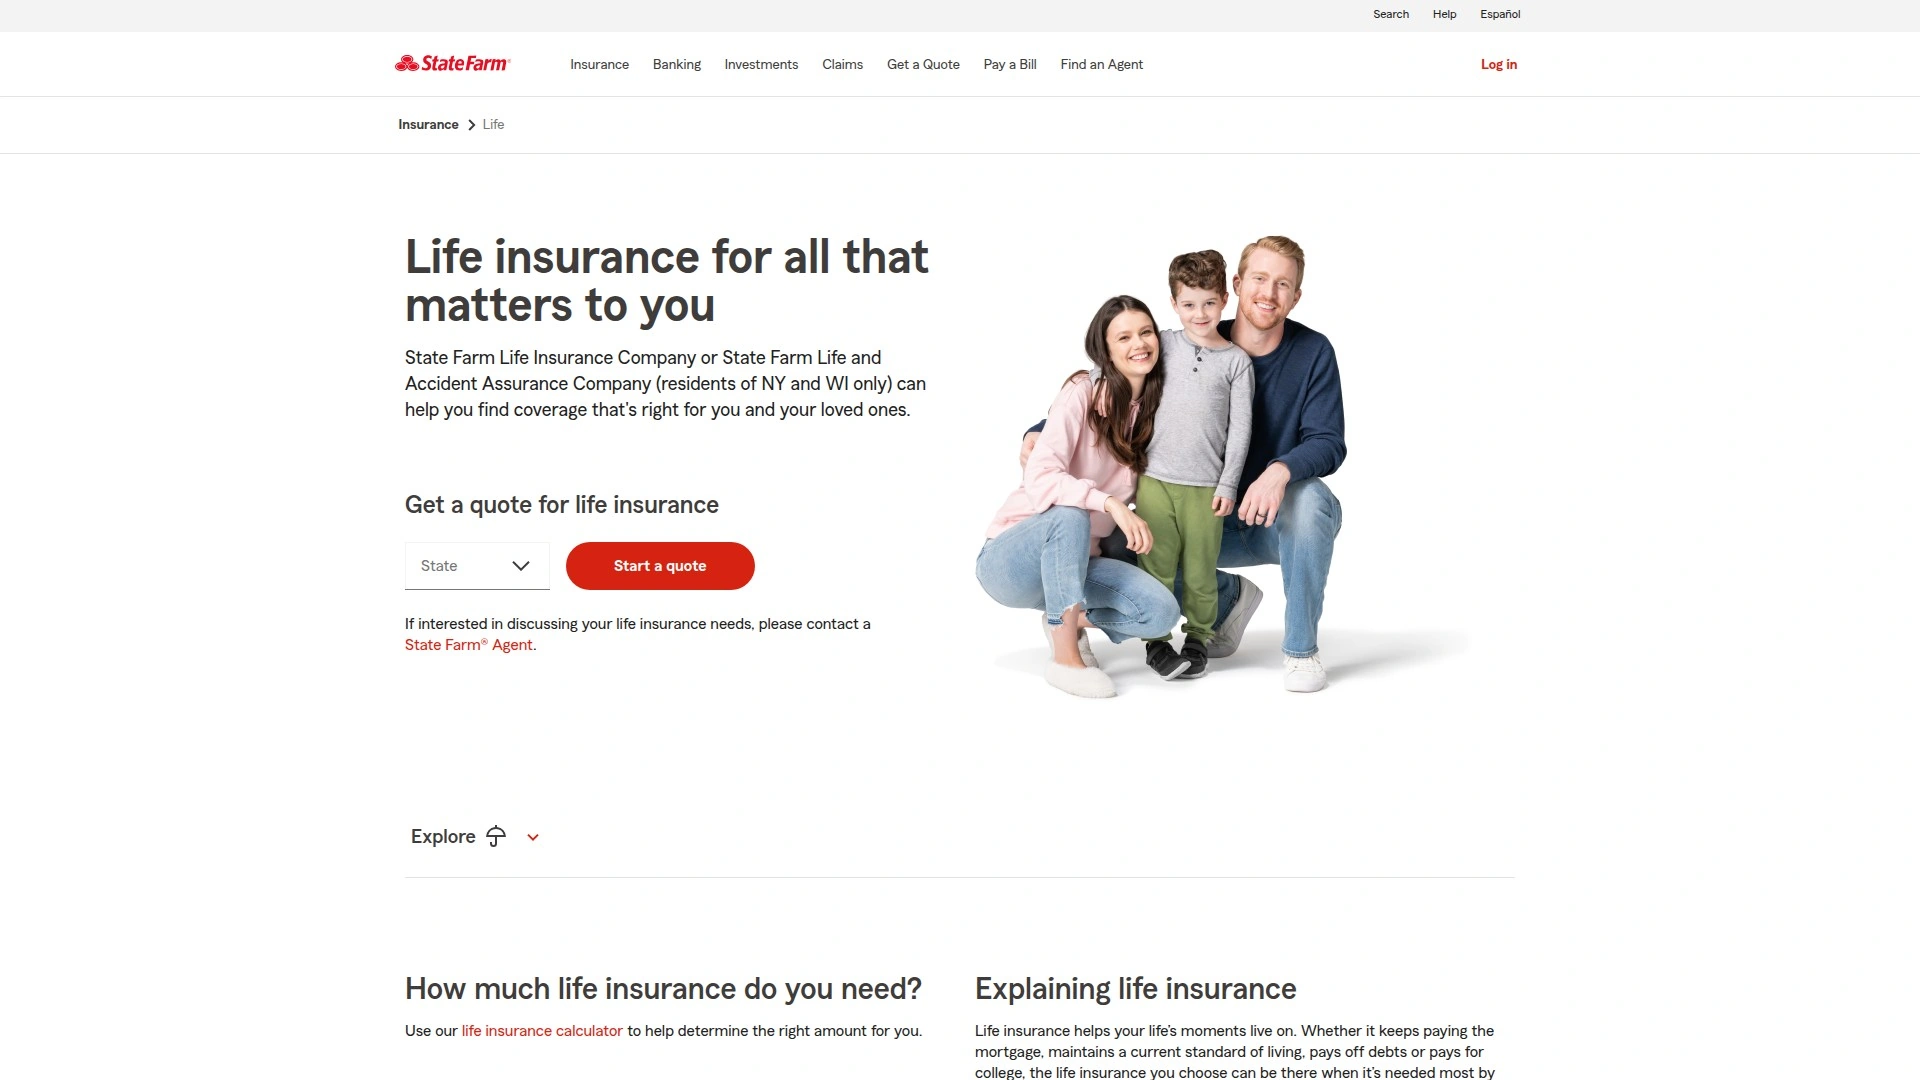 Search Help Español
StateFarm® Insurance Banking Investments Claims Get a Quote Pay a Bill Find an Agent Log in
Insurance Life
Life insurance for all that
matters to you
State Farm Life Insurance Company or State Farm Life and
Accident Assurance Company (residents of NY and WI only) can
help you find coverage that's right for you and your loved ones.
Get a quote for life insurance
State Start a quote
If interested in discussing your life insurance needs, please contact a
State Farm® Agent.
Explore
How much life insurance do you need?
Use our life insurance calculator to help determine the right amount for you.
Explaining life insurance
Life insurance helps your life’s moments live on. Whether it keeps paying the
mortgage, maintains a current standard of living, pays off debts or pays for
college, the life insurance you choose can be there when it’s needed most by